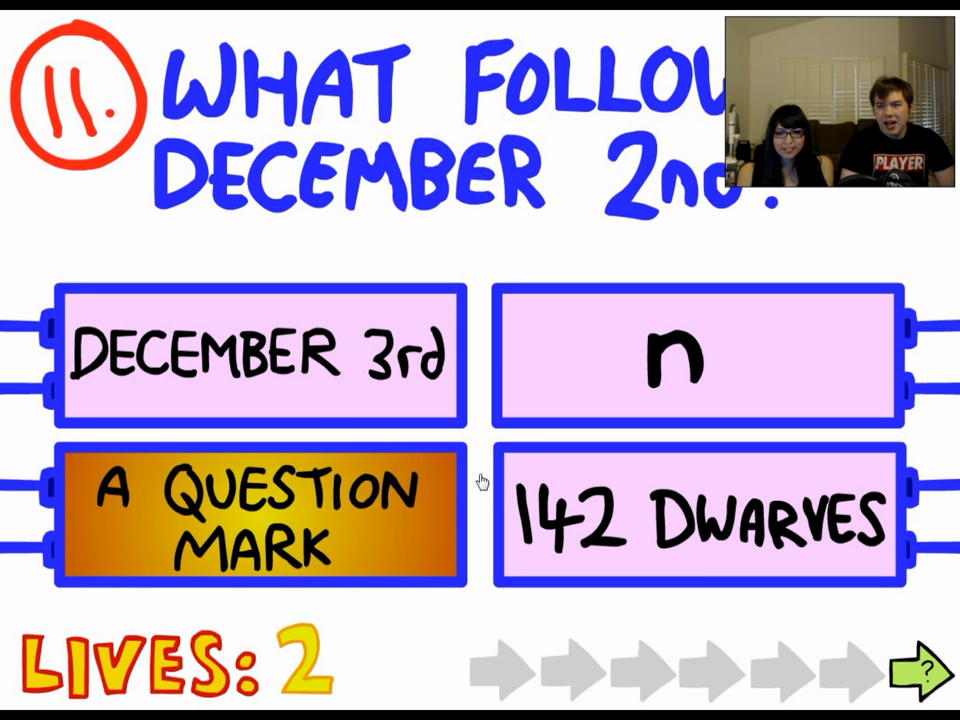 11.
WHAT FOLLOW
DECEMBER 2nd?
DECEMBER 3rd
n
A QUESTION
MARK
142 DWARVES
LIVES: 2
?
PLAYER